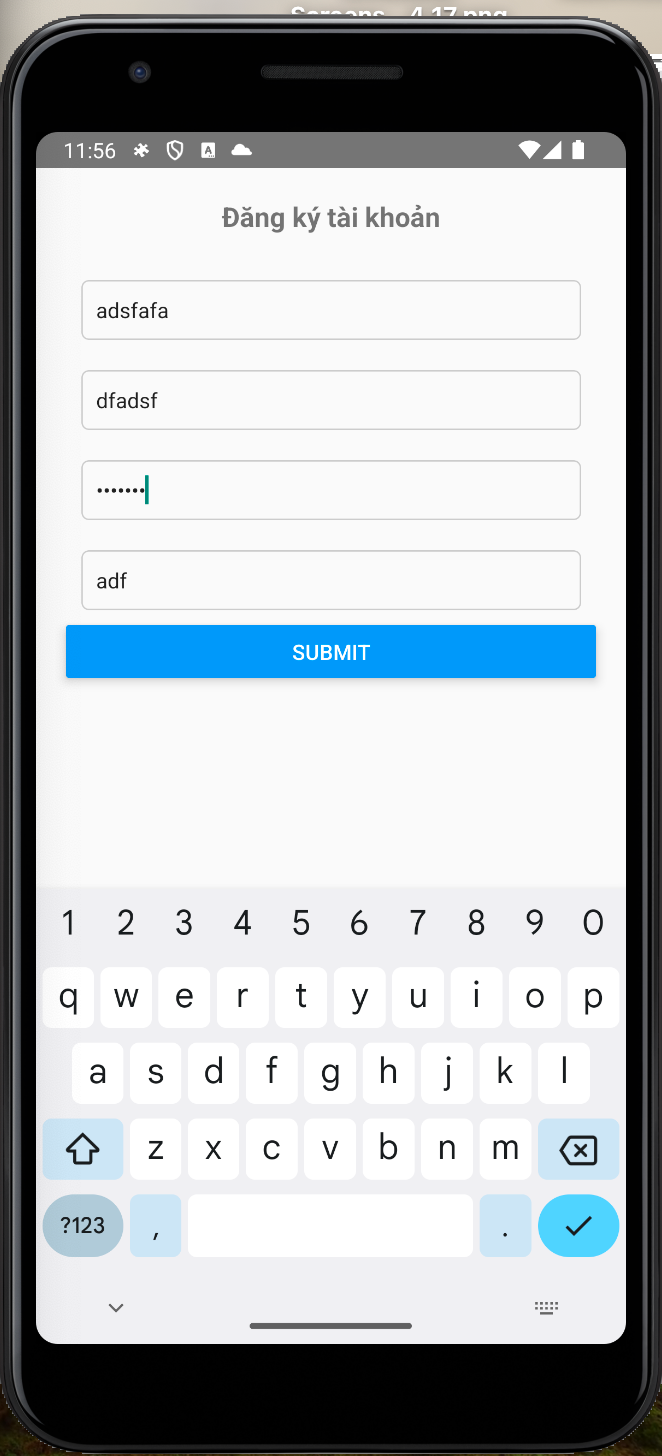 11:56
Đăng ký tài khoản
adsfafa
dfadsf
•••••••
adf
SUBMIT
1 2 3 4 5 6 7 8 9 0
q w e r t y u i o p
a s d f g h j k l
z x c v b n m
?123 , .